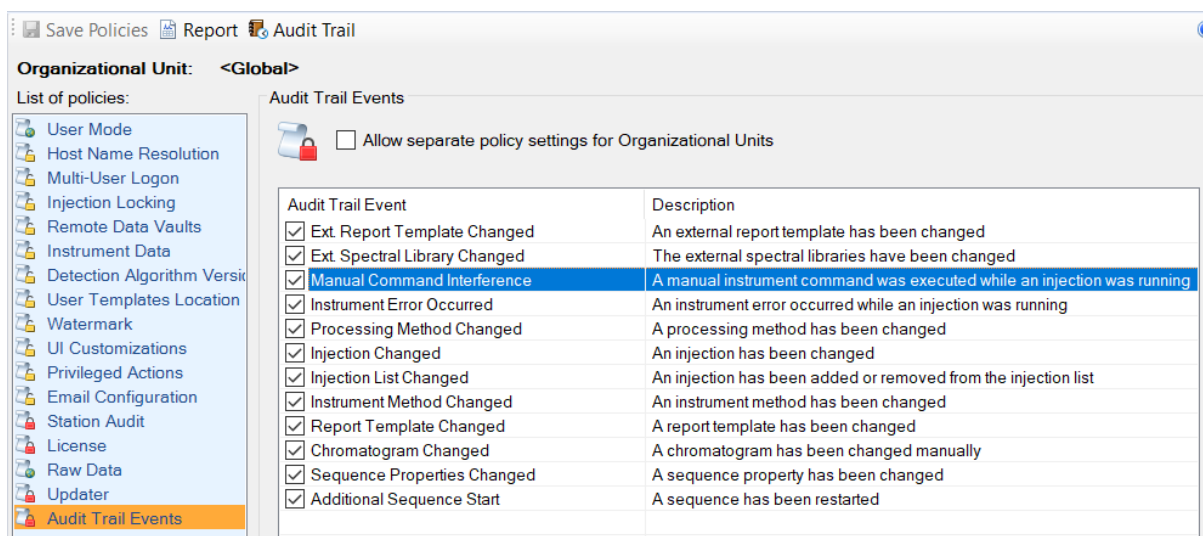 Save Policies Report Audit Trail
Organizational Unit: <Global>
List of policies:
User Mode
Host Name Resolution
Multi-User Logon
Injection Locking
Remote Data Vaults
Instrument Data
Detection Algorithm Versic
User Templates Location
Watermark
UI Customizations
Privileged Actions
Email Configuration
Station Audit
License
Raw Data
Updater
Audit Trail Events
Audit Trail Events
Allow separate policy settings for Organizational Units
Audit Trail Event Description
Ext. Report Template Changed An external report template has been changed
Ext. Spectral Library Changed The external spectral libraries have been changed
Manual Command Interference A manual instrument command was executed while an injection was running
Instrument Error Occurred An instrument error occurred while an injection was running
Processing Method Changed A processing method has been changed
Injection Changed An injection has been changed
Injection List Changed An injection has been added or removed from the injection list
Instrument Method Changed An instrument method has been changed
Report Template Changed A report template has been changed
Chromatogram Changed A chromatogram has been changed manually
Sequence Properties Changed A sequence property has been changed
Additional Sequence Start A sequence has been restarted